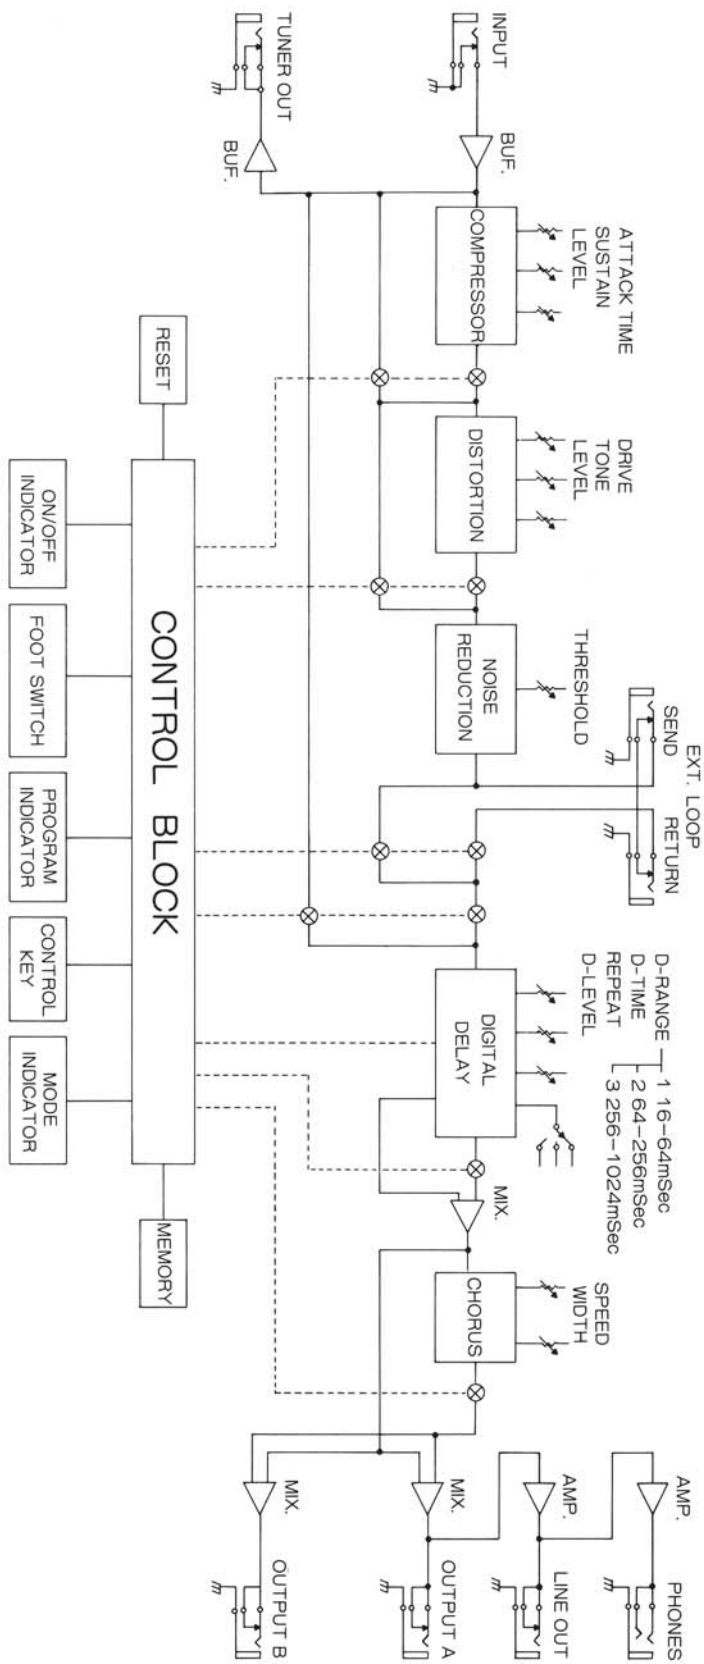 INPUT
BUF.
TUNER OUT
BUF.
COMPRESSOR
ATTACK TIME
SUSTAIN
LEVEL
DISTORTION
DRIVE
TONE
LEVEL
NOISE
REDUCTION
THRESHOLD
EXT. LOOP
SEND
RETURN
DIGITAL
DELAY
D-RANGE
D-TIME
REPEAT
D-LEVEL
1 16–64mSec
2 64–256mSec
3 256–1024mSec
MIX.
CHORUS
SPEED
WIDTH
AMP.
PHONES
AMP.
LINE OUT
MIX.
OUTPUT A
MIX.
OUTPUT B
RESET
CONTROL BLOCK
MEMORY
ON/OFF
INDICATOR
FOOT SWITCH
PROGRAM
INDICATOR
CONTROL
KEY
MODE
INDICATOR